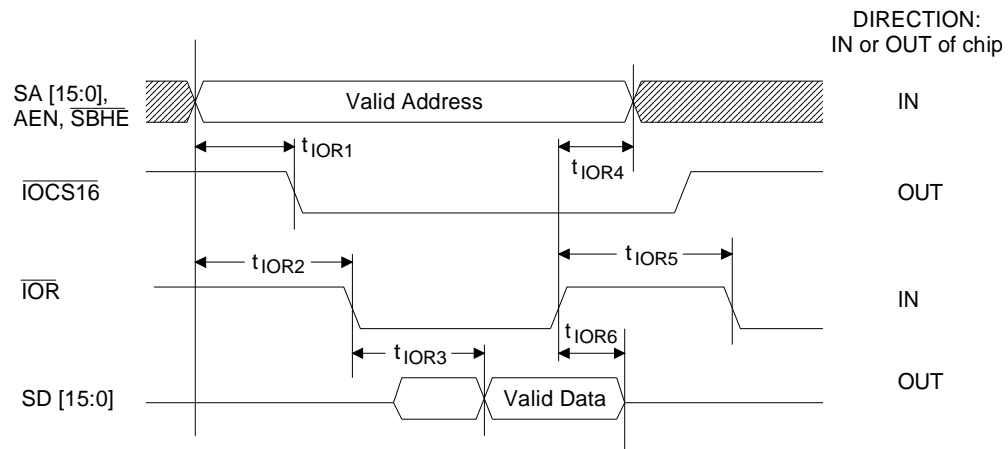 DIRECTION:
IN or OUT of chip
SA [15:0],
AEN, SBHE
Valid Address
IN
tIOR1
tIOR4
IOCS16
OUT
tIOR2
tIOR5
IOR
IN
tIOR6
tIOR3
OUT
SD [15:0]
Valid Data